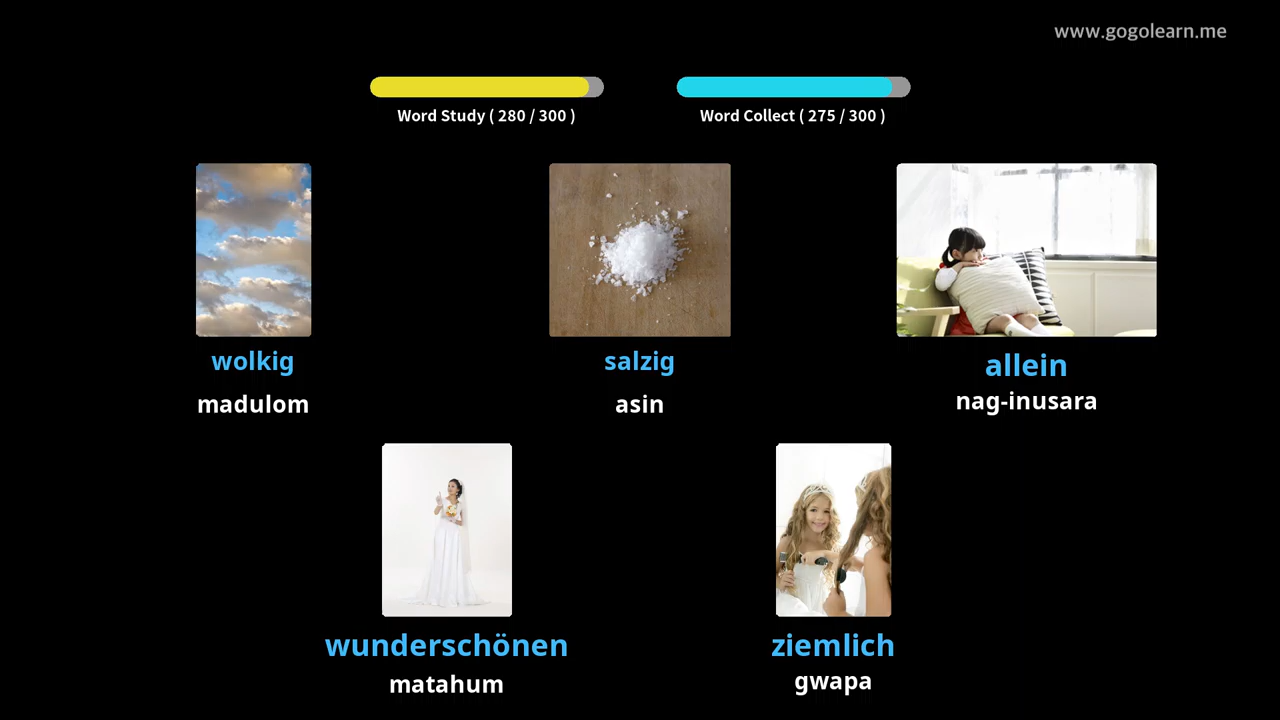 www.gogolearn.me
Word Study ( 280 / 300 )
Word Collect ( 275 / 300 )
wolkig
madulom
salzig
asin
allein
nag-inusara
wunderschönen
matahum
ziemlich
gwapa